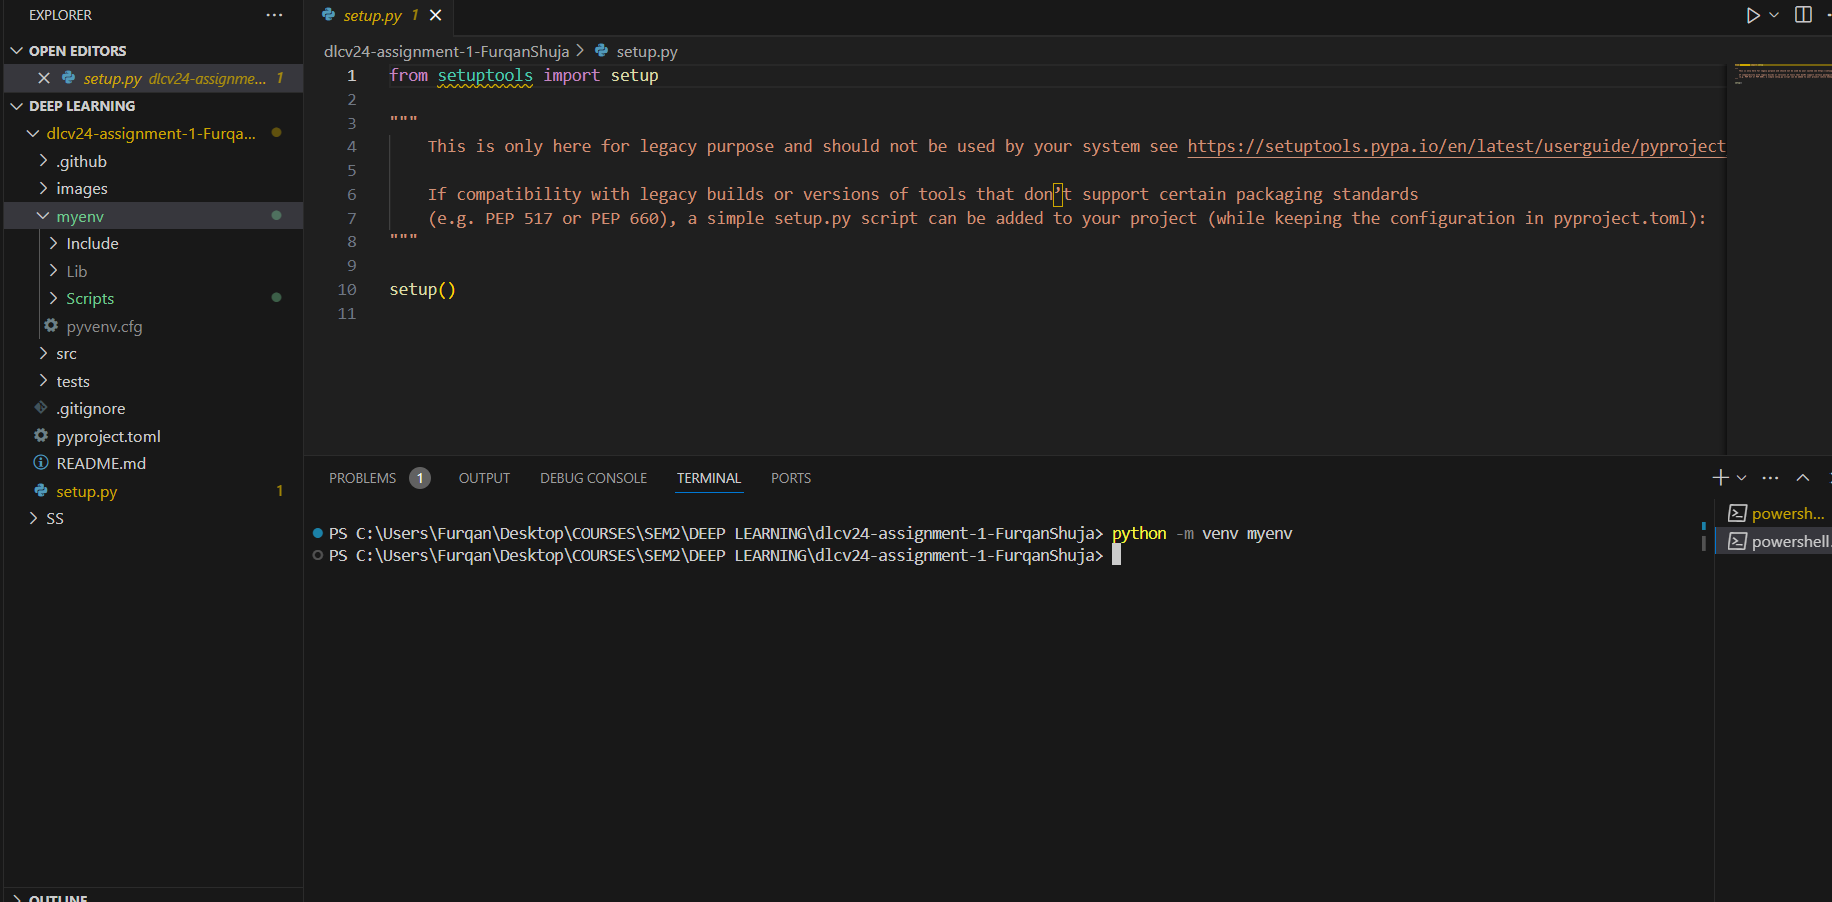 EXPLORER
OPEN EDITORS
setup.py dlcv24-assignme... 1
DEEP LEARNING
dlcv24-assignment-1-Furqa...
.github
images
myenv
Include
Lib
Scripts
pyvenv.cfg
src
tests
.gitignore
pyproject.toml
README.md
setup.py 1
SS
OUTLINE
setup.py 1
dlcv24-assignment-1-FurqanShuja > setup.py
1 from setuptools import setup
2
3 """
4 This is only here for legacy purpose and should not be used by your system see https://setuptools.pypa.io/en/latest/userguide/pyproject
5
6 If compatibility with legacy builds or versions of tools that don’t support certain packaging standards
7 (e.g. PEP 517 or PEP 660), a simple setup.py script can be added to your project (while keeping the configuration in pyproject.toml):
8 """
9
10 setup()
11
PROBLEMS 1 OUTPUT DEBUG CONSOLE TERMINAL PORTS
PS C:\Users\Furqan\Desktop\COURSES\SEM2\DEEP LEARNING\dlcv24-assignment-1-FurqanShuja> python -m venv myenv
PS C:\Users\Furqan\Desktop\COURSES\SEM2\DEEP LEARNING\dlcv24-assignment-1-FurqanShuja>
powersh...
powershell